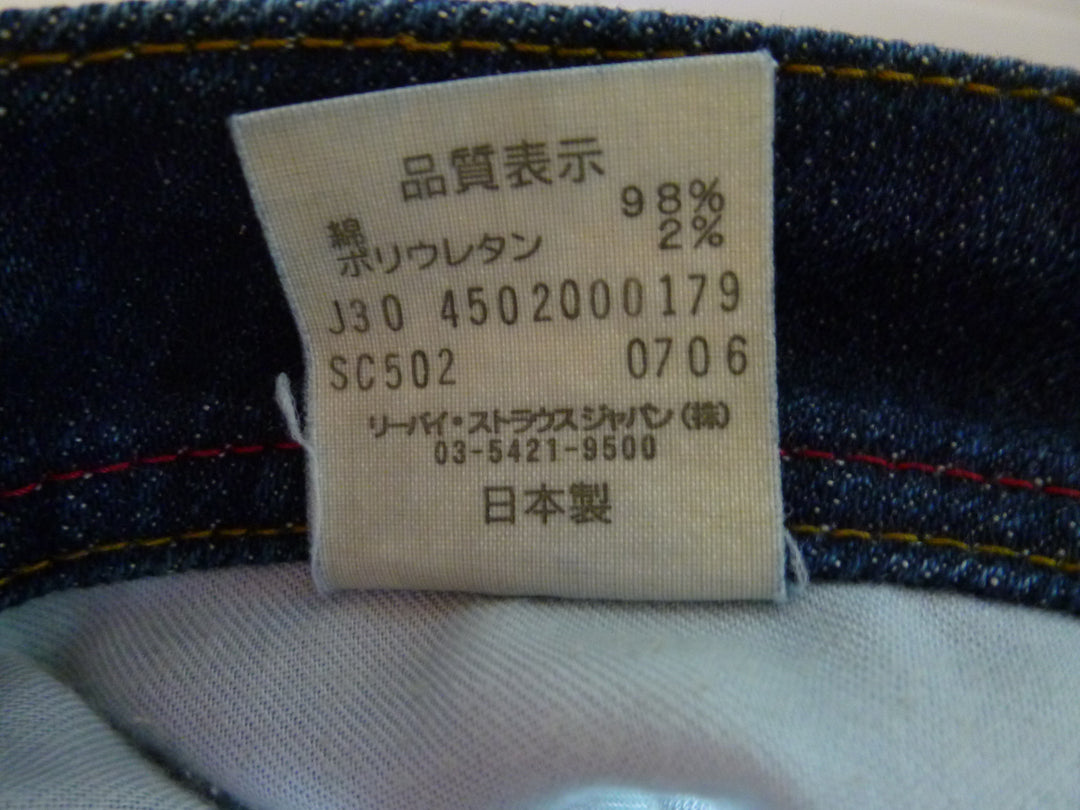 品質表示
綿 98%
ポリウレタン 2%
J30 4502000179
SC502 0706
リーバイ・ストラウスジャパン(株)
03-5421-9500
日本製